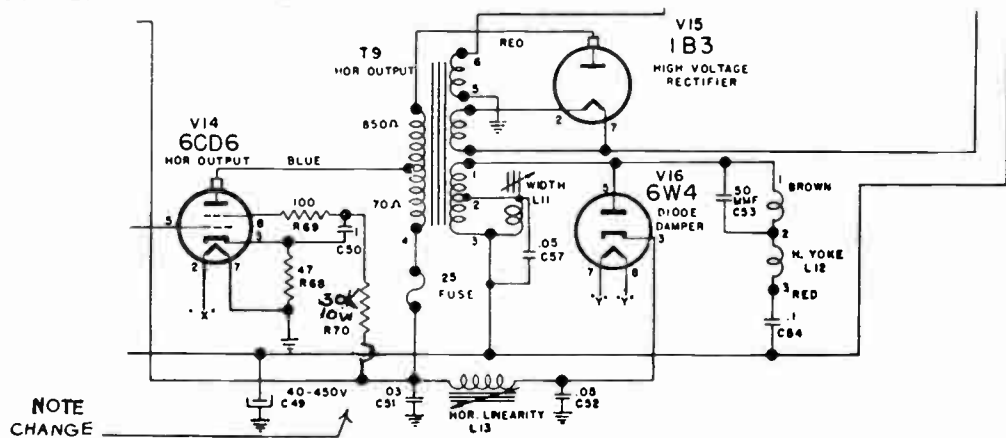 V15
1B3
HIGH VOLTAGE
RECTIFIER
RED
T9
HOR OUTPUT
6
5
2
7
850Ω
70Ω
4
V14
6CD6
HOR OUTPUT
BLUE
5
8
3
2
7
"X"
100
R69
.1
C50
47
R68
10W
R70
25
FUSE
1
2
3
WIDTH
L11
.05
C57
V16
6W4
DIODE
DAMPER
5
3
7
8
"Y"
"Y"
50
MMF
C53
1
BROWN
2
H. YOKE
L12
3
RED
.1
C64
40-450V
C49
.03
C51
HOR. LINEARITY
L13
.05
C52
NOTE
CHANGE